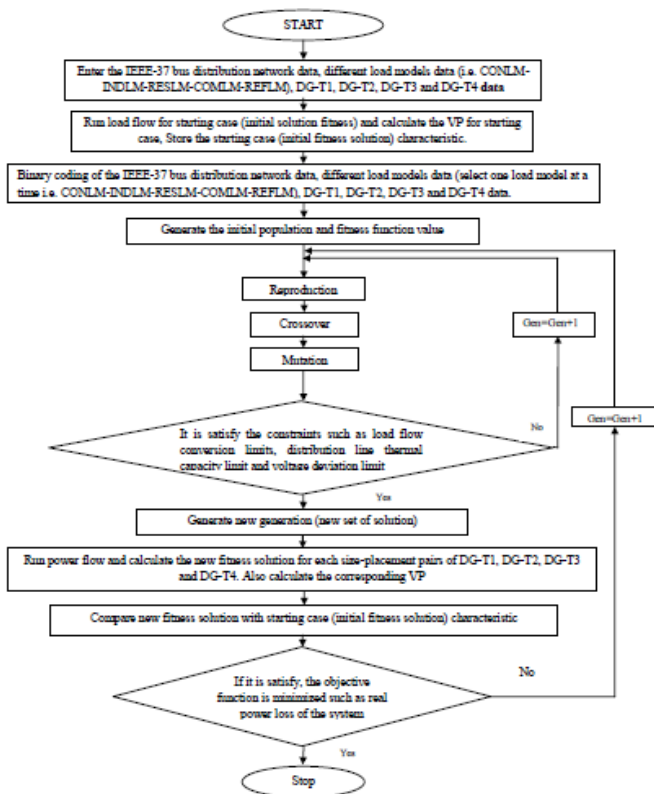 START
Enter the IEEE-37 bus distribution network data, different load models data (i.e. CONLM-
INDLM-RESLM-COMLM-REFLM), DG-T1, DG-T2, DG-T3 and DG-T4 data
Run load flow for starting case (initial solution fitness) and calculate the VP for starting
case, Store the starting case (initial fitness solution) characteristic.
Binary coding of the IEEE-37 bus distribution network data, different load models data (select one load model at a
time i.e. CONLM-INDLM-RESLM-COMLM-REFLM), DG-T1, DG-T2, DG-T3 and DG-T4 data.
Generate the initial population and fitness function value
Reproduction
Crossover
Gen=Gen+1
Mutation
Gen=Gen+1
No
It is satisfy the constraints such as load flow
conversion limits, distribution line thermal
capacity limit and voltage deviation limit
Yes
Generate new generation (new set of solution)
Run power flow and calculate the new fitness solution for each size-placement pairs of DG-T1, DG-T2, DG-T3
and DG-T4. Also calculate the corresponding VP
Compare new fitness solution with starting case (initial fitness solution) characteristic
No
If it is satisfy, the objective
function is minimized such as real
power loss of the system
Yes
Stop